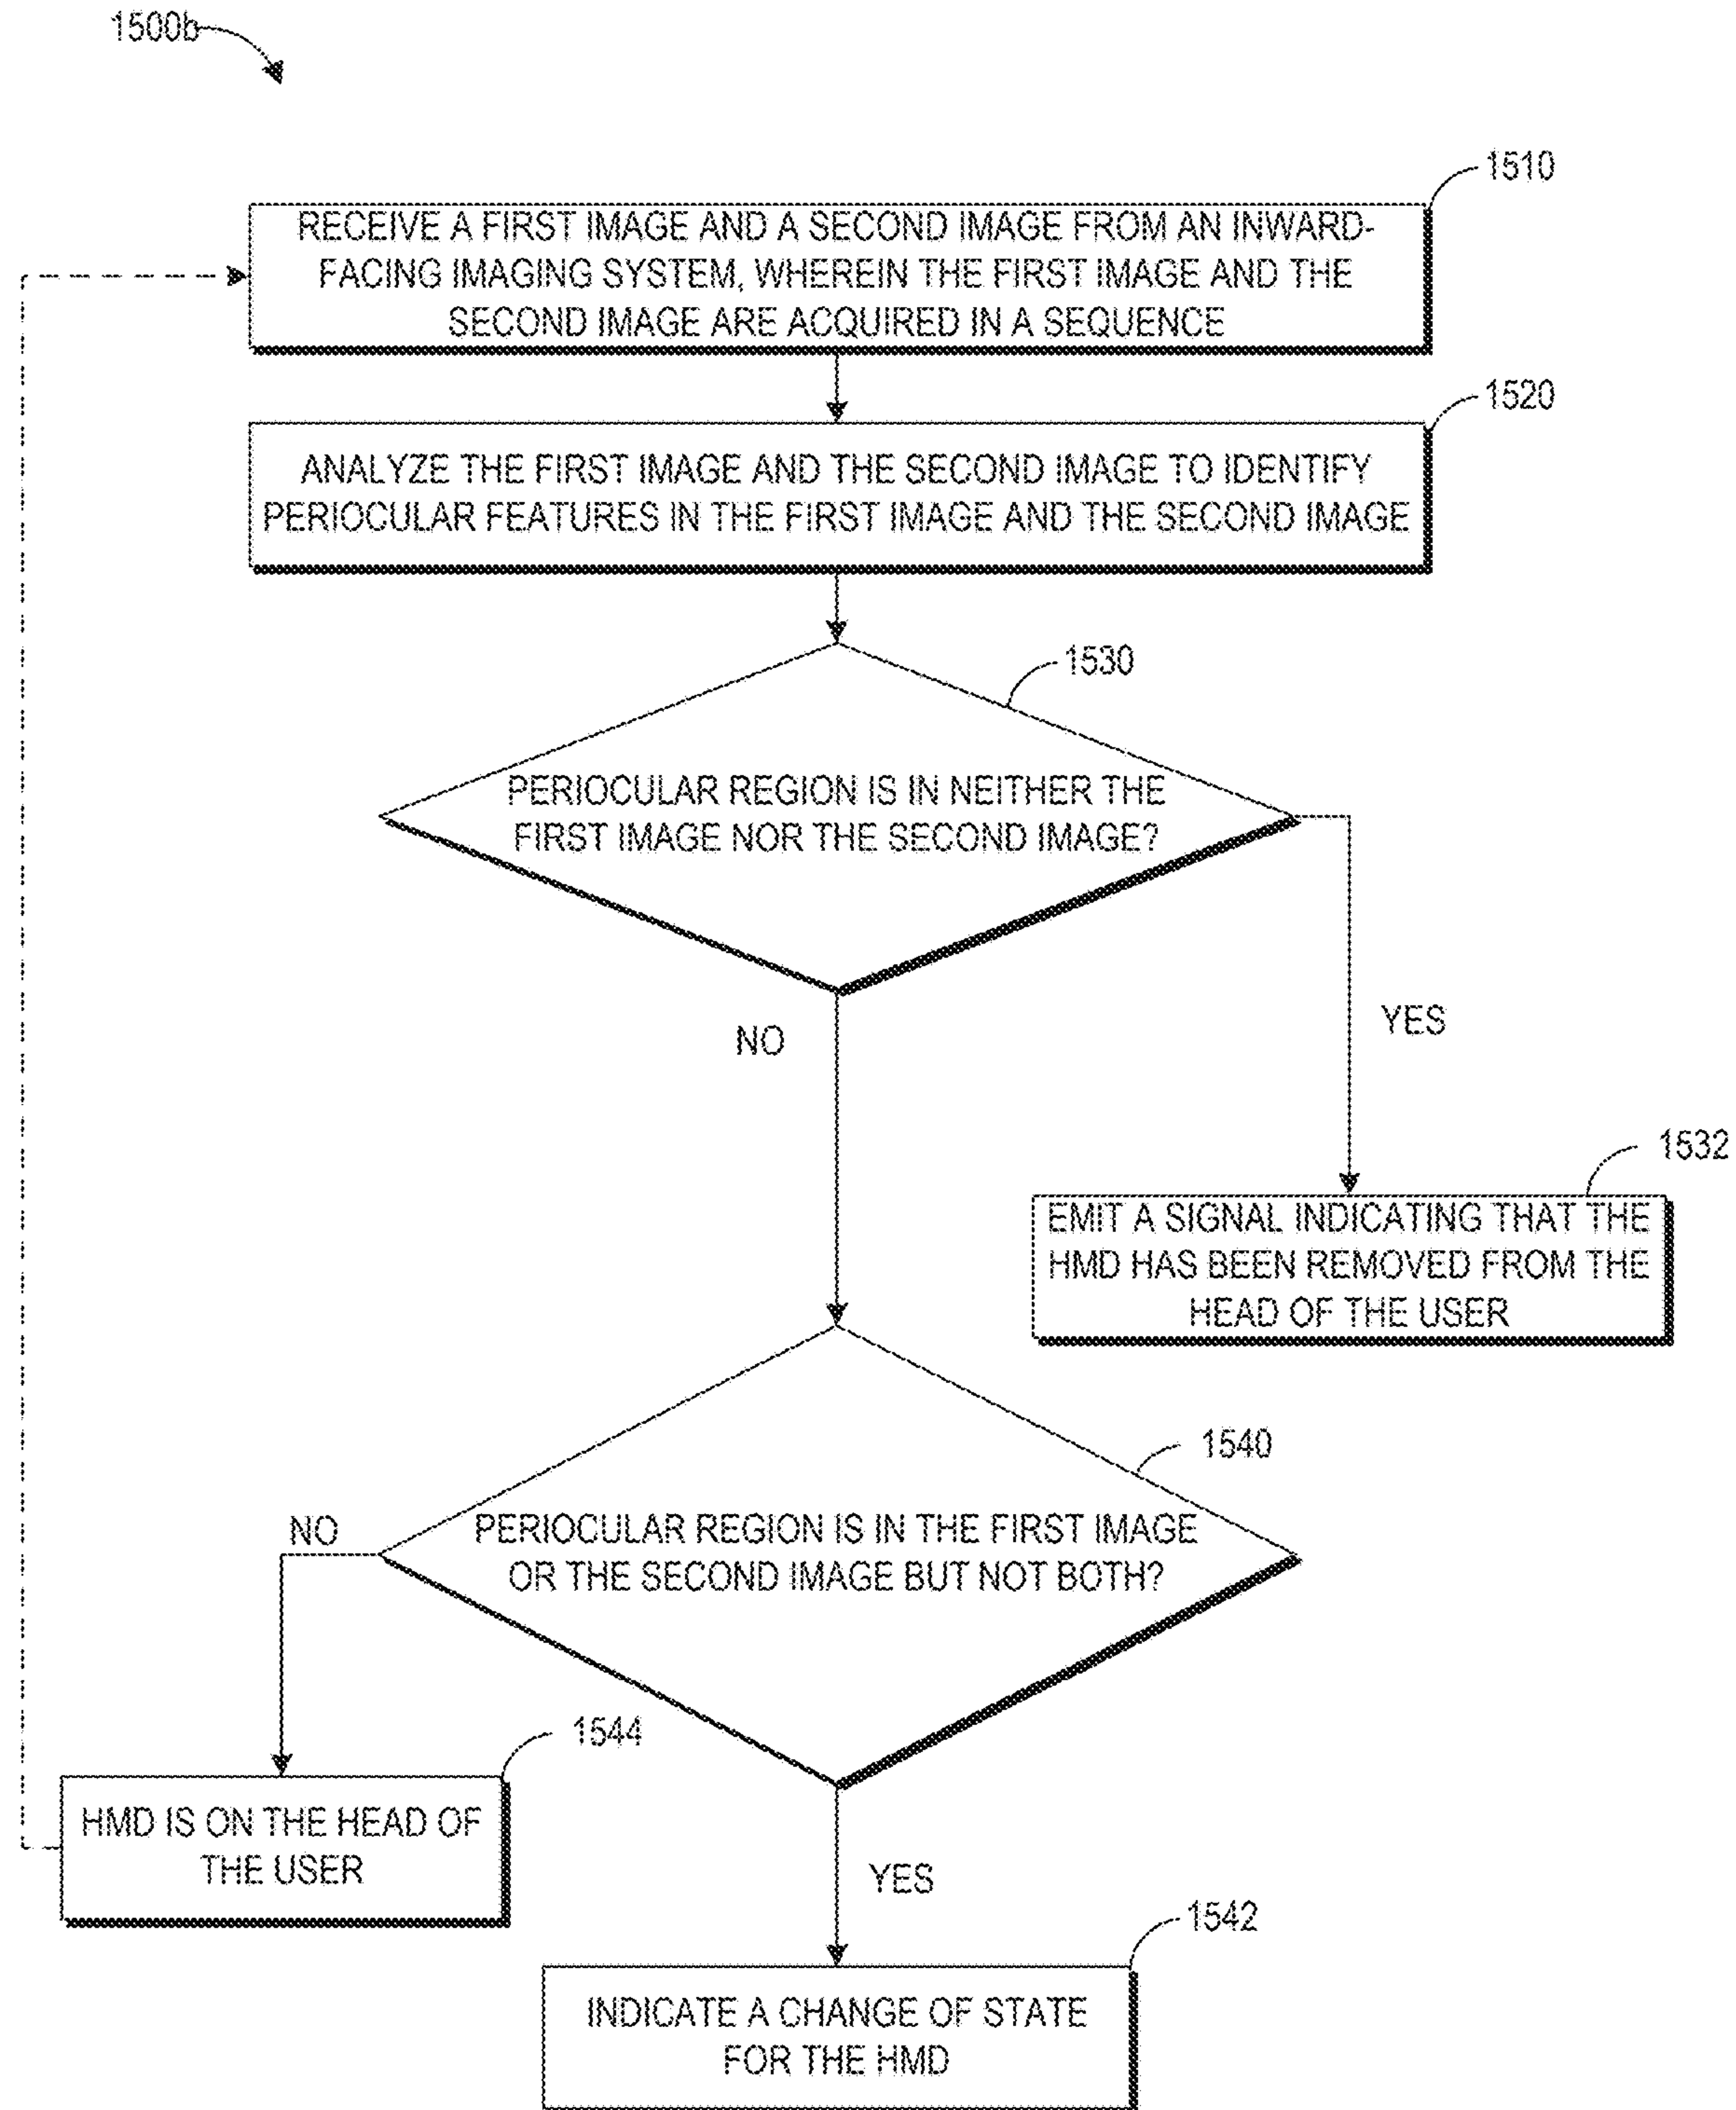 1500b
1510
RECEIVE A FIRST IMAGE AND A SECOND IMAGE FROM AN INWARD-
FACING IMAGING SYSTEM, WHEREIN THE FIRST IMAGE AND THE
SECOND IMAGE ARE ACQUIRED IN A SEQUENCE
1520
ANALYZE THE FIRST IMAGE AND THE SECOND IMAGE TO IDENTIFY
PERIOCULAR FEATURES IN THE FIRST IMAGE AND THE SECOND IMAGE
1530
PERIOCULAR REGION IS IN NEITHER THE
FIRST IMAGE NOR THE SECOND IMAGE?
NO
YES
1532
EMIT A SIGNAL INDICATING THAT THE
HMD HAS BEEN REMOVED FROM THE
HEAD OF THE USER
1540
PERIOCULAR REGION IS IN THE FIRST IMAGE
OR THE SECOND IMAGE BUT NOT BOTH?
NO
1544
HMD IS ON THE HEAD OF
THE USER
YES
1542
INDICATE A CHANGE OF STATE
FOR THE HMD